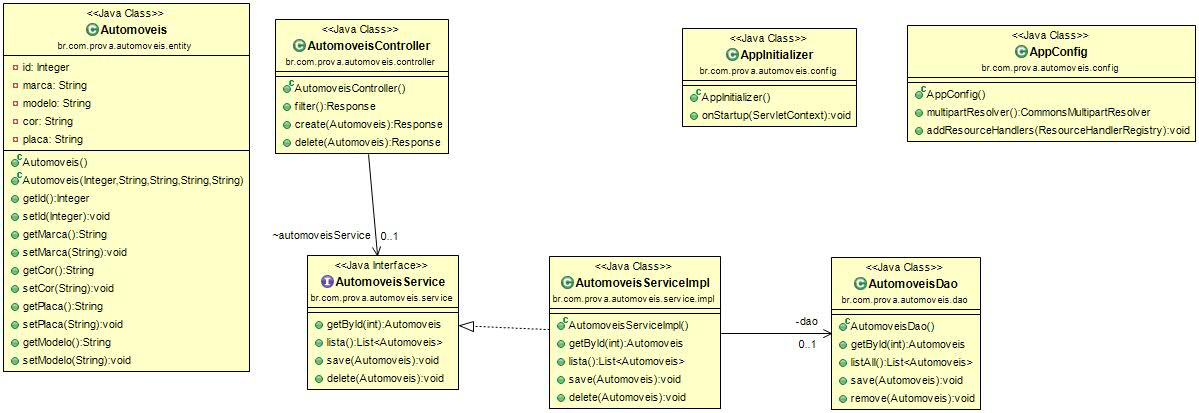 <<Java Class>>
Automoveis
br.com.prova.automoveis.entity
id: Integer
marca: String
modelo: String
cor: String
placa: String
Automoveis()
Automoveis(Integer,String,String,String,String)
getId():Integer
setId(Integer):void
getMarca():String
setMarca(String):void
getCor():String
setCor(String):void
getPlaca():String
setPlaca(String):void
getModelo():String
setModelo(String):void
<<Java Class>>
AutomoveisController
br.com.prova.automoveis.controller
AutomoveisController()
filter():Response
create(Automoveis):Response
delete(Automoveis):Response
<<Java Class>>
AppInitializer
br.com.prova.automoveis.config
AppInitializer()
onStartup(ServletContext):void
<<Java Class>>
AppConfig
br.com.prova.automoveis.config
AppConfig()
multipartResolver():CommonsMultipartResolver
addResourceHandlers(ResourceHandlerRegistry):void
~automoveisService 0..1
<<Java Interface>>
AutomoveisService
br.com.prova.automoveis.service
getById(int):Automoveis
lista():List<Automoveis>
save(Automoveis):void
delete(Automoveis):void
<<Java Class>>
AutomoveisServiceImpl
br.com.prova.automoveis.service.impl
AutomoveisServiceImpl()
getById(int):Automoveis
lista():List<Automoveis>
save(Automoveis):void
delete(Automoveis):void
-dao
0..1
<<Java Class>>
AutomoveisDao
br.com.prova.automoveis.dao
AutomoveisDao()
getById(int):Automoveis
listAll():List<Automoveis>
save(Automoveis):void
remove(Automoveis):void